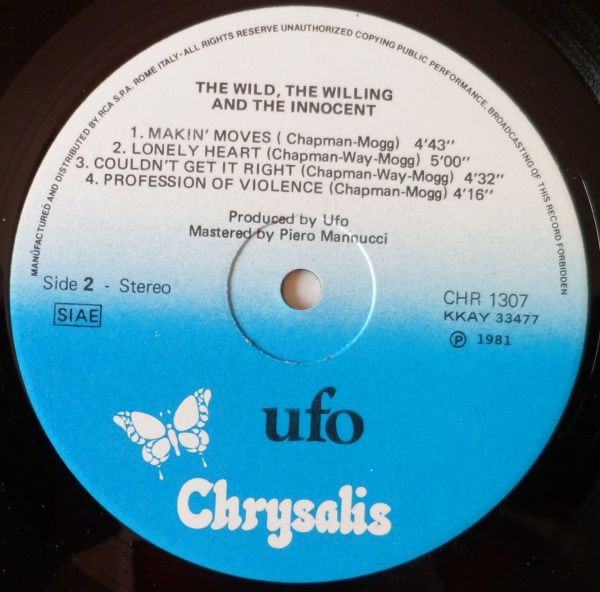 MANUFACTURED AND DISTRIBUTED BY RCA S.P.A. ROME ITALY-ALL RIGHTS RESERVE UNAUTHORIZED COPYING PUBLIC PERFORMANCE, BROADCASTING OF THIS RECORD FORBIDDEN
THE WILD, THE WILLING
AND THE INNOCENT
1. MAKIN' MOVES ( Chapman-Mogg) 4'43"
2. LONELY HEART (Chapman-Way-Mogg) 5'00"
3. COULDN'T GET IT RIGHT (Chapman-Way-Mogg) 4'32"
4. PROFESSION OF VIOLENCE (Chapman-Mogg) 4'16"
Produced by Ufo
Mastered by Piero Mannucci
Side 2 - Stereo
SIAE
CHR 1307
KKAY 33477
℗ 1981
ufo
Chrysalis